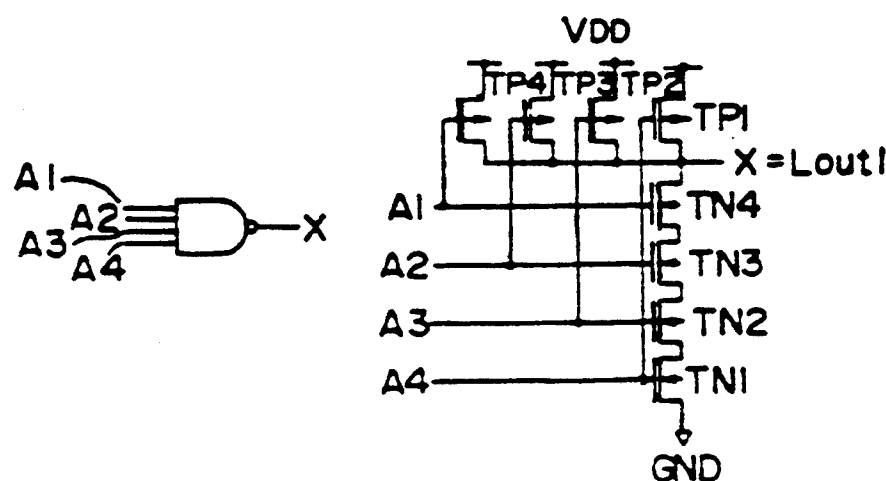 A1
A2
A3
A4
X
VDD
TP4 TP3 TP2
TP1
X=Lout1
A1
TN4
A2
TN3
A3
TN2
A4
TN1
GND